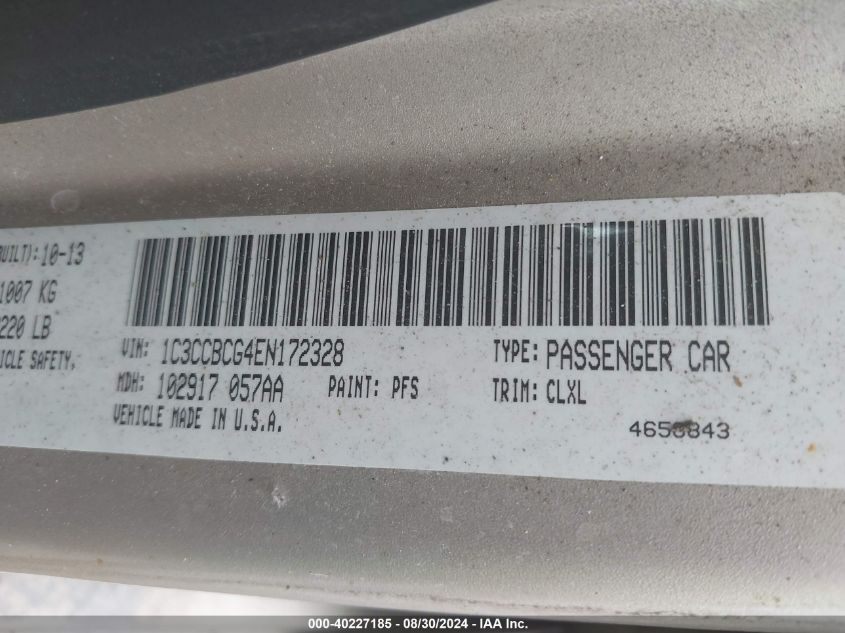 BUILT): 10-13
1007 KG
220 LB
ICLE SAFETY,
VIN: 1C3CCBCG4EN172328
TYPE: PASSENGER CAR
MDH: 102917 057AA
PAINT: PFS
TRIM: CLXL
VEHICLE MADE IN U.S.A.
000-40227185 - 08/30/2024 - IAA Inc.